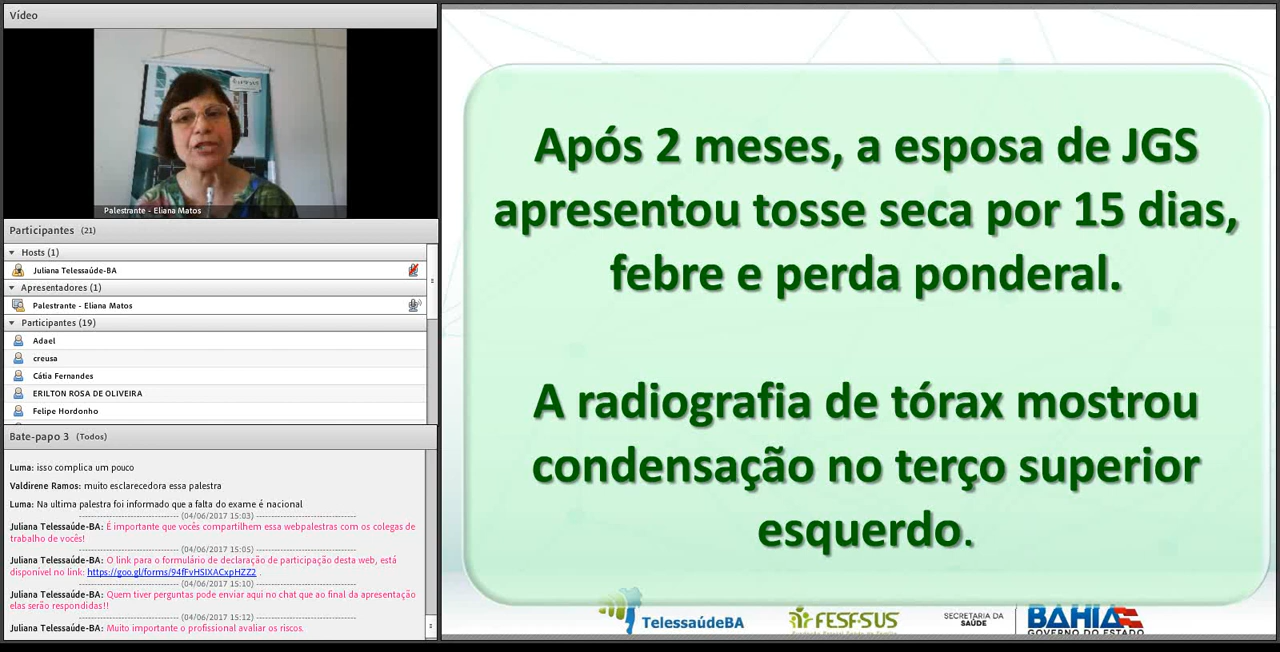 Vídeo
Palestrante - Eliana Matos
Participantes (21)
Hosts (1)
Juliana Telessaúde-BA
Apresentadores (1)
Palestrante - Eliana Matos
Participantes (19)
Adael
creusa
Cátia Fernandes
ERILTON ROSA DE OLIVEIRA
Felipe Hordonho
Bate-papo 3 (Todos)
Luma: isso complica um pouco
Valdirene Ramos: muito esclarecedora essa palestra
Luma: Na ultima palestra foi informado que a falta do exame é nacional
(04/06/2017 15:03)
Juliana Telessaúde-BA: É importante que vocês compartilhem essa webpalestras com os colegas de
trabalho de vocês!
(04/06/2017 15:05)
Juliana Telessaúde-BA: O link para o formulário de declaração de participação desta web, está
disponível no link: https://goo.gl/forms/94fFvHSIXACxpHZZ2 .
(04/06/2017 15:10)
Juliana Telessaúde-BA: Quem tiver perguntas pode enviar aqui no chat que ao final da apresentação
elas serão respondidas!!
(04/06/2017 15:12)
Juliana Telessaúde-BA: Muito importante o profissional avaliar os riscos.
Após 2 meses, a esposa de JGS
apresentou tosse seca por 15 dias,
febre e perda ponderal.
A radiografia de tórax mostrou
condensação no terço superior
esquerdo.
TelessaúdeBA
FESF-SUS
SECRETARIA DA
SAÚDE
BAHIA
GOVERNO DO ESTADO